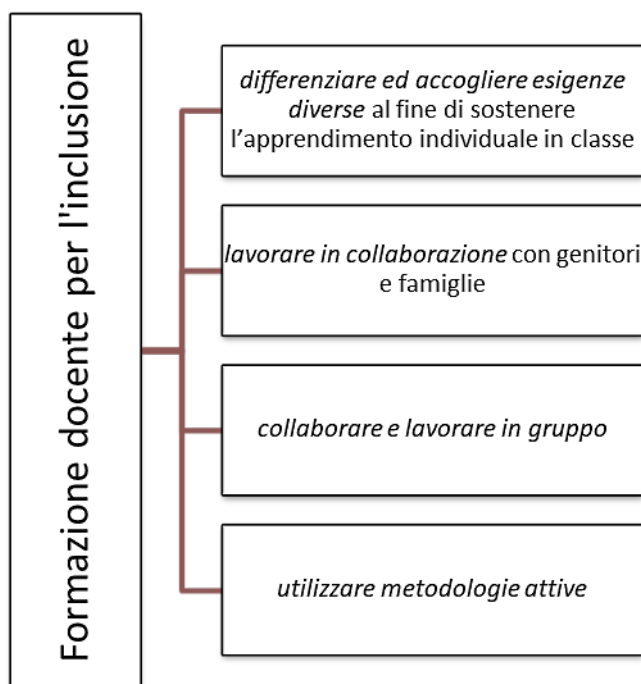 Formazione docente per l'inclusione
differenziare ed accogliere esigenze
diverse al fine di sostenere
l’apprendimento individuale in classe
lavorare in collaborazione con genitori
e famiglie
collaborare e lavorare in gruppo
utilizzare metodologie attive